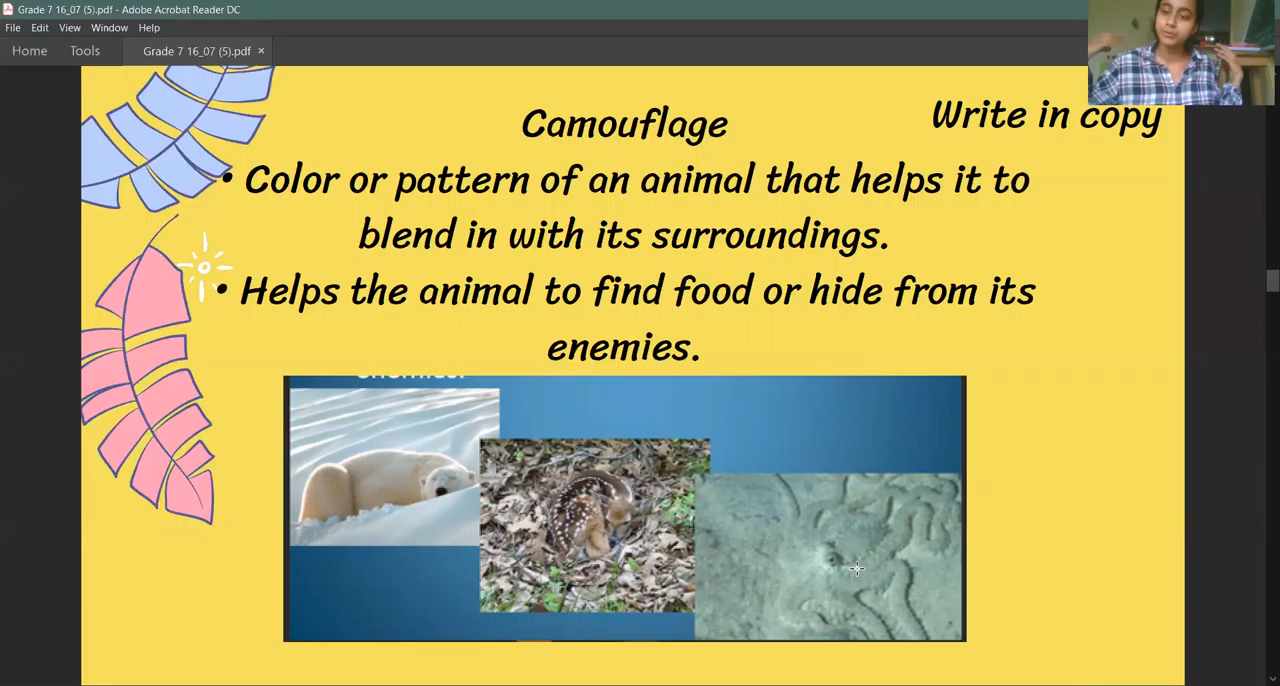 Grade 7 16_07 (5).pdf - Adobe Acrobat Reader DC
File Edit View Window Help
Home Tools Grade 7 16_07 (5).pdf ×
Write in copy
Camouflage
• Color or pattern of an animal that helps it to
blend in with its surroundings.
• Helps the animal to find food or hide from its
enemies.